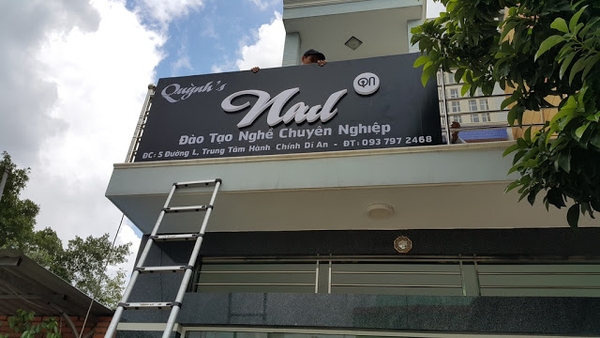 Quỳnh's
Nail
QN
Đào Tạo Nghề Chuyên Nghiệp
ĐC: 5 Đường L, Trung Tâm Hành Chính Dĩ An - ĐT: 093 797 2468